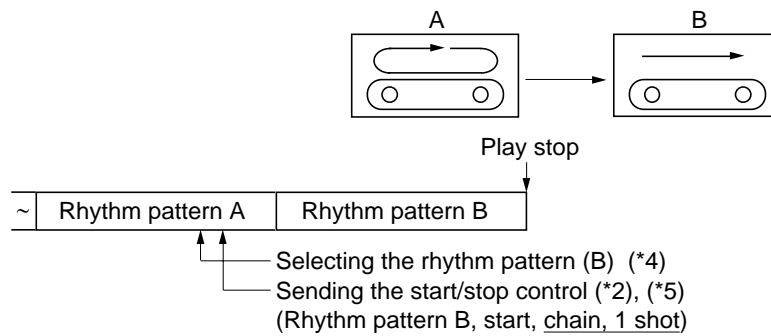 A
B
Play stop
~ Rhythm pattern A Rhythm pattern B
Selecting the rhythm pattern (B) (*4)
Sending the start/stop control (*2), (*5)
(Rhythm pattern B, start, chain, 1 shot)